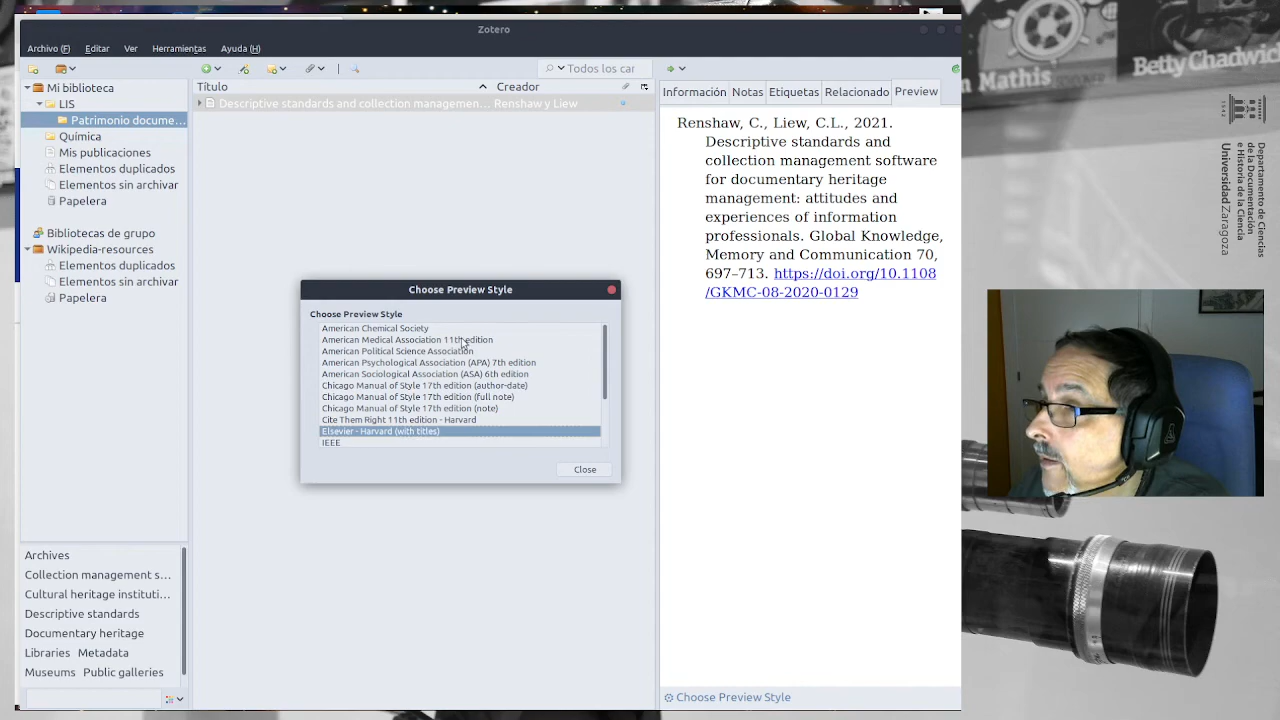 Zotero
Archivo (F) Editar Ver Herramientas Ayuda (H)
Todos los car
Mi biblioteca
LIS
Patrimonio docume...
Química
Mis publicaciones
Elementos duplicados
Elementos sin archivar
Papelera
Bibliotecas de grupo
Wikipedia-resources
Elementos duplicados
Elementos sin archivar
Papelera
Archives
Collection management s...
Cultural heritage instituti...
Descriptive standards
Documentary heritage
Libraries Metadata
Museums Public galleries
Título Creador
Descriptive standards and collection managemen... Renshaw y Liew
Choose Preview Style
Choose Preview Style
American Chemical Society
American Medical Association 11th edition
American Political Science Association
American Psychological Association (APA) 7th edition
American Sociological Association (ASA) 6th edition
Chicago Manual of Style 17th edition (author-date)
Chicago Manual of Style 17th edition (full note)
Chicago Manual of Style 17th edition (note)
Cite Them Right 11th edition - Harvard
Elsevier - Harvard (with titles)
IEEE
Close
Información Notas Etiquetas Relacionado Preview
Renshaw, C., Liew, C.L., 2021.
Descriptive standards and
collection management software
for documentary heritage
management: attitudes and
experiences of information
professionals. Global Knowledge,
Memory and Communication 70,
697–713. https://doi.org/10.1108
/GKMC-08-2020-0129
Choose Preview Style
Mathis
Betty Chadwic
1542
Departamento de Ciencias
de la Documentación
e Historia de la Ciencia
Universidad Zaragoza